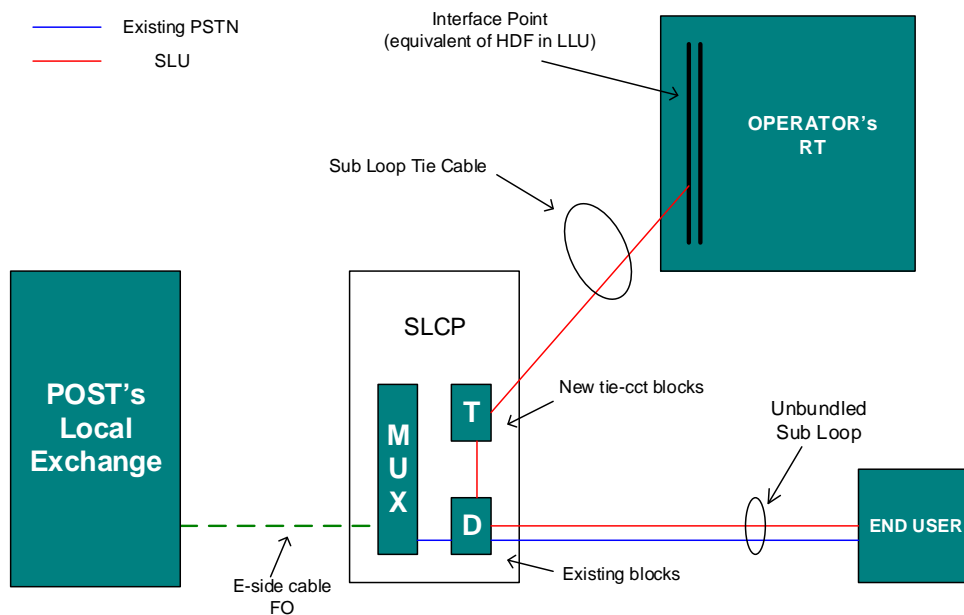 Existing PSTN
SLU
Interface Point
(equivalent of HDF in LLU)
OPERATOR's
RT
Sub Loop Tie Cable
SLCP
POST's
Local
Exchange
M
U
X
T
D
New tie-cct blocks
Unbundled
Sub Loop
END USER
Existing blocks
E-side cable
FO